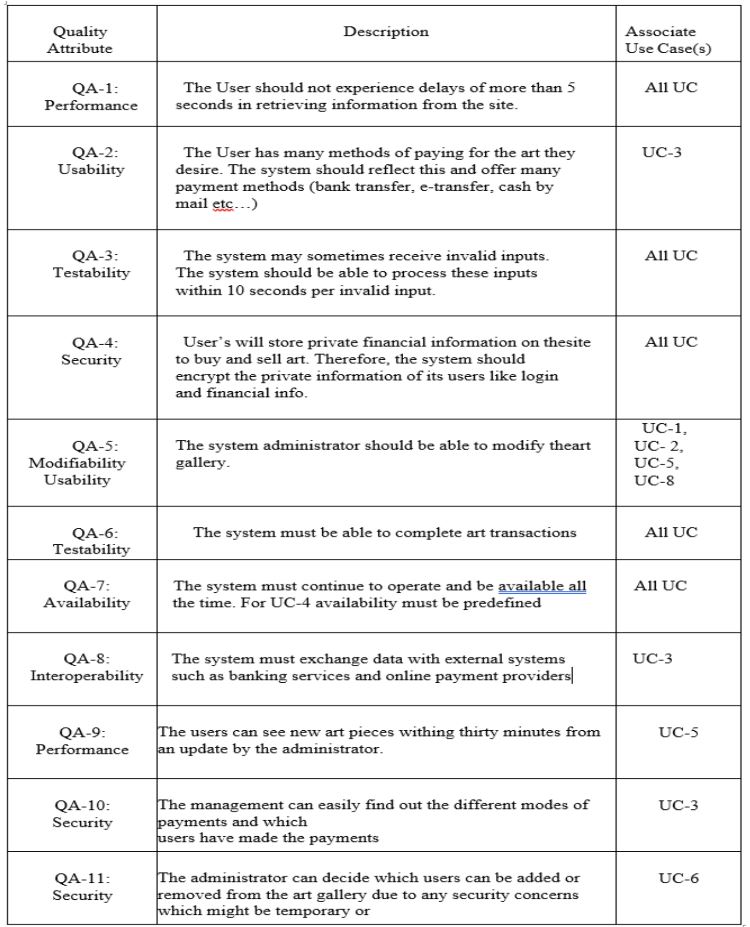 Quality
Attribute
Description
Associate
Use Case(s)
QA-1:
Performance
The User should not experience delays of more than 5
seconds in retrieving information from the site.
All UC
QA-2:
Usability
The User has many methods of paying for the art they
desire. The system should reflect this and offer many
payment methods (bank transfer, e-transfer, cash by
mail etc...)
UC-3
QA-3:
Testability
The system may sometimes receive invalid inputs.
The system should be able to process these inputs
within 10 seconds per invalid input.
All UC
QA-4:
Security
User's will store private financial information on thesite
to buy and sell art. Therefore, the system should
encrypt the private information of its users like login
and financial info.
All UC
QA-5:
Modifiability
Usability
The system administrator should be able to modify theart
gallery.
UC-1,
UC- 2,
UC-5,
UC-8
QA-6:
Testability
The system must be able to complete art transactions
All UC
QA-7:
Availability
The system must continue to operate and be available all
the time. For UC-4 availability must be predefined
All UC
QA-8:
Interoperability
The system must exchange data with external systems
such as banking services and online payment providers
UC-3
QA-9:
Performance
The users can see new art pieces withing thirty minutes from
an update by the administrator.
UC-5
QA-10:
Security
The management can easily find out the different modes of
payments and which
users have made the payments
UC-3
QA-11:
Security
The administrator can decide which users can be added or
removed from the art gallery due to any security concerns
which might be temporary or
UC-6